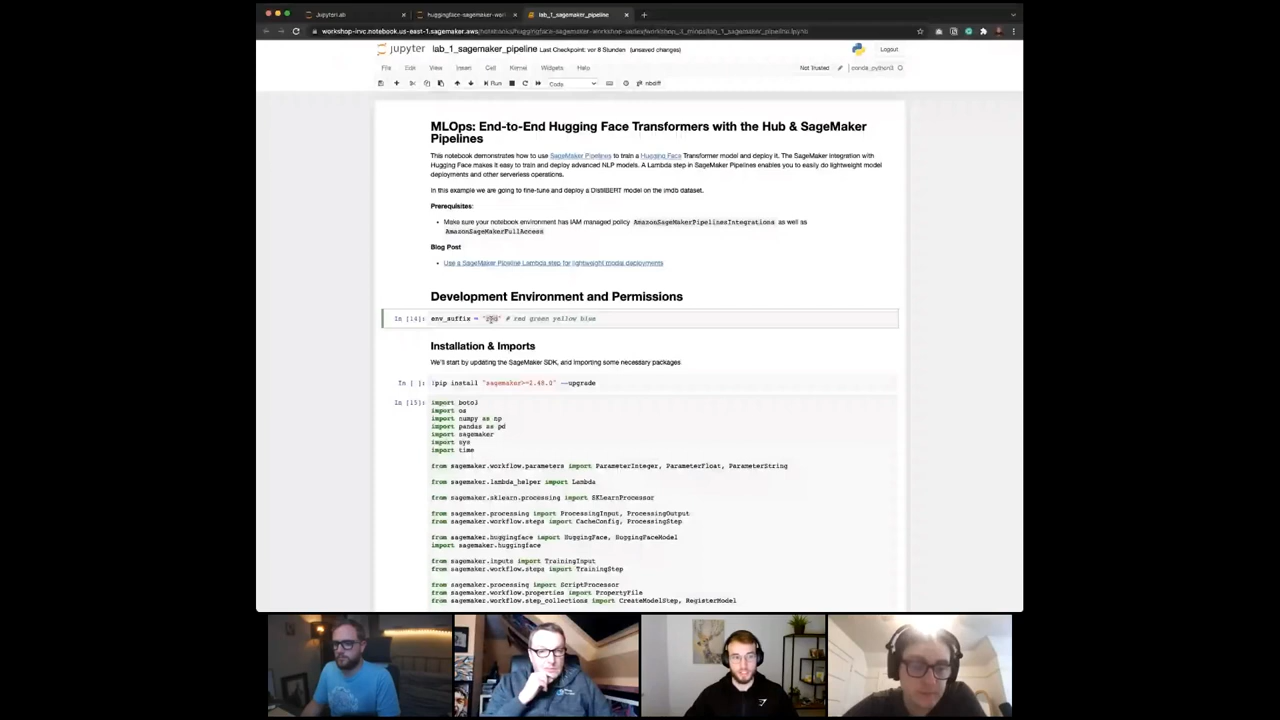 JupyterLab
huggingface-sagemaker-work
lab_1_sagemaker_pipeline
jupyter lab_1_sagemaker_pipeline Last Checkpoint: vor 8 Stunden (unsaved changes)
Logout
File Edit View Insert Cell Kernel Widgets Help
Not Trusted
conda_python3
Run
Code
nbdiff
MLOps: End-to-End Hugging Face Transformers with the Hub & SageMaker
Pipelines
This notebook demonstrates how to use SageMaker Pipelines to train a Hugging Face Transformer model and deploy it. The SageMaker integration with
Hugging Face makes it easy to train and deploy advanced NLP models. A Lambda step in SageMaker Pipelines enables you to easily do lightweight model
deployments and other serverless operations.
In this example we are going to fine-tune and deploy a DistilBERT model on the imdb dataset.
Prerequisites:
• Make sure your notebook environment has IAM managed policy AmazonSageMakerPipelinesIntegrations as well as
AmazonSageMakerFullAccess
Blog Post
• Use a SageMaker Pipeline Lambda step for lightweight model deployments
Development Environment and Permissions
In [14]: env_suffix = "red" # red green yellow blue
Installation & Imports
We'll start by updating the SageMaker SDK, and importing some necessary packages
In [ ]: !pip install "sagemaker>=2.48.0" --upgrade
In [15]: import boto3
import os
import numpy as np
import pandas as pd
import sagemaker
import sys
import time
from sagemaker.workflow.parameters import ParameterInteger, ParameterFloat, ParameterString
from sagemaker.lambda_helper import Lambda
from sagemaker.sklearn.processing import SKLearnProcessor
from sagemaker.processing import ProcessingInput, ProcessingOutput
from sagemaker.workflow.steps import CacheConfig, ProcessingStep
from sagemaker.huggingface import HuggingFace, HuggingFaceModel
import sagemaker.huggingface
from sagemaker.inputs import TrainingInput
from sagemaker.workflow.steps import TrainingStep
from sagemaker.processing import ScriptProcessor
from sagemaker.workflow.properties import PropertyFile
from sagemaker.workflow.step_collections import CreateModelStep, RegisterModel